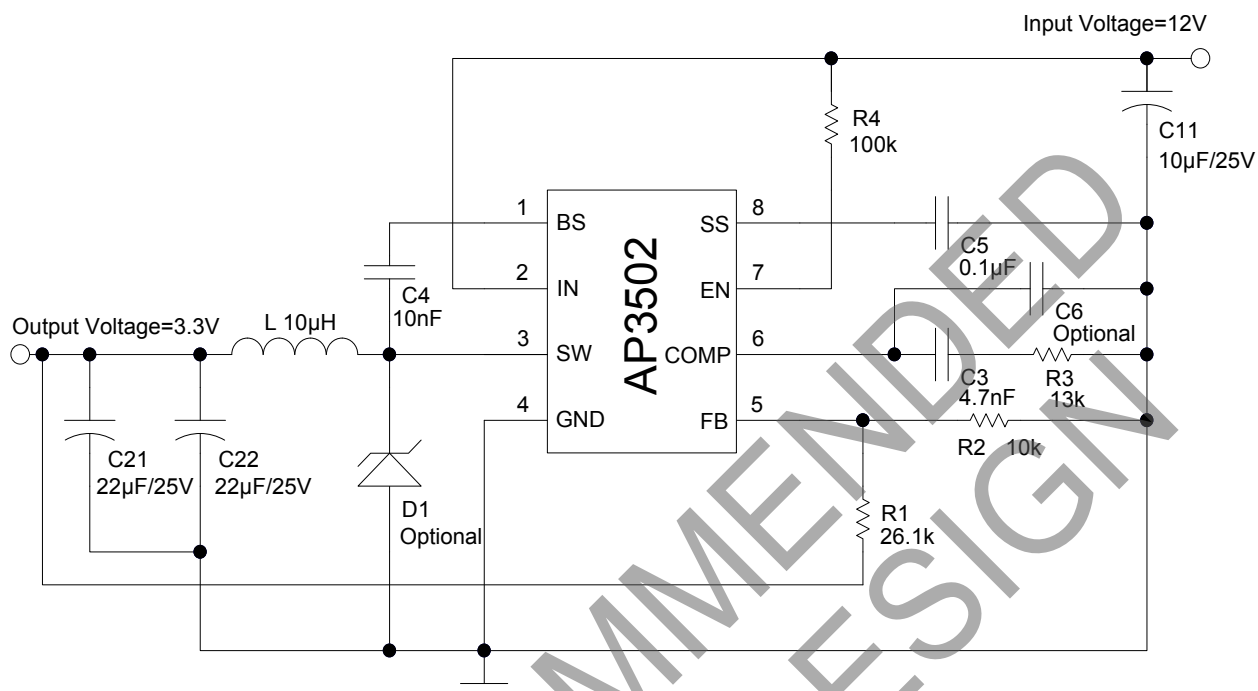 Input Voltage=12V
R4
100k
C11
10µF/25V
1
BS
SS
8
C5
0.1µF
2
IN
EN
7
C4
10nF
C6
Optional
Output Voltage=3.3V
L 10µH
3
SW
COMP
6
AP3502
C3
4.7nF
R3
13k
4
GND
FB
5
R2 10k
C21
22µF/25V
C22
22µF/25V
D1
Optional
R1
26.1k
MMENDED
ESIGN